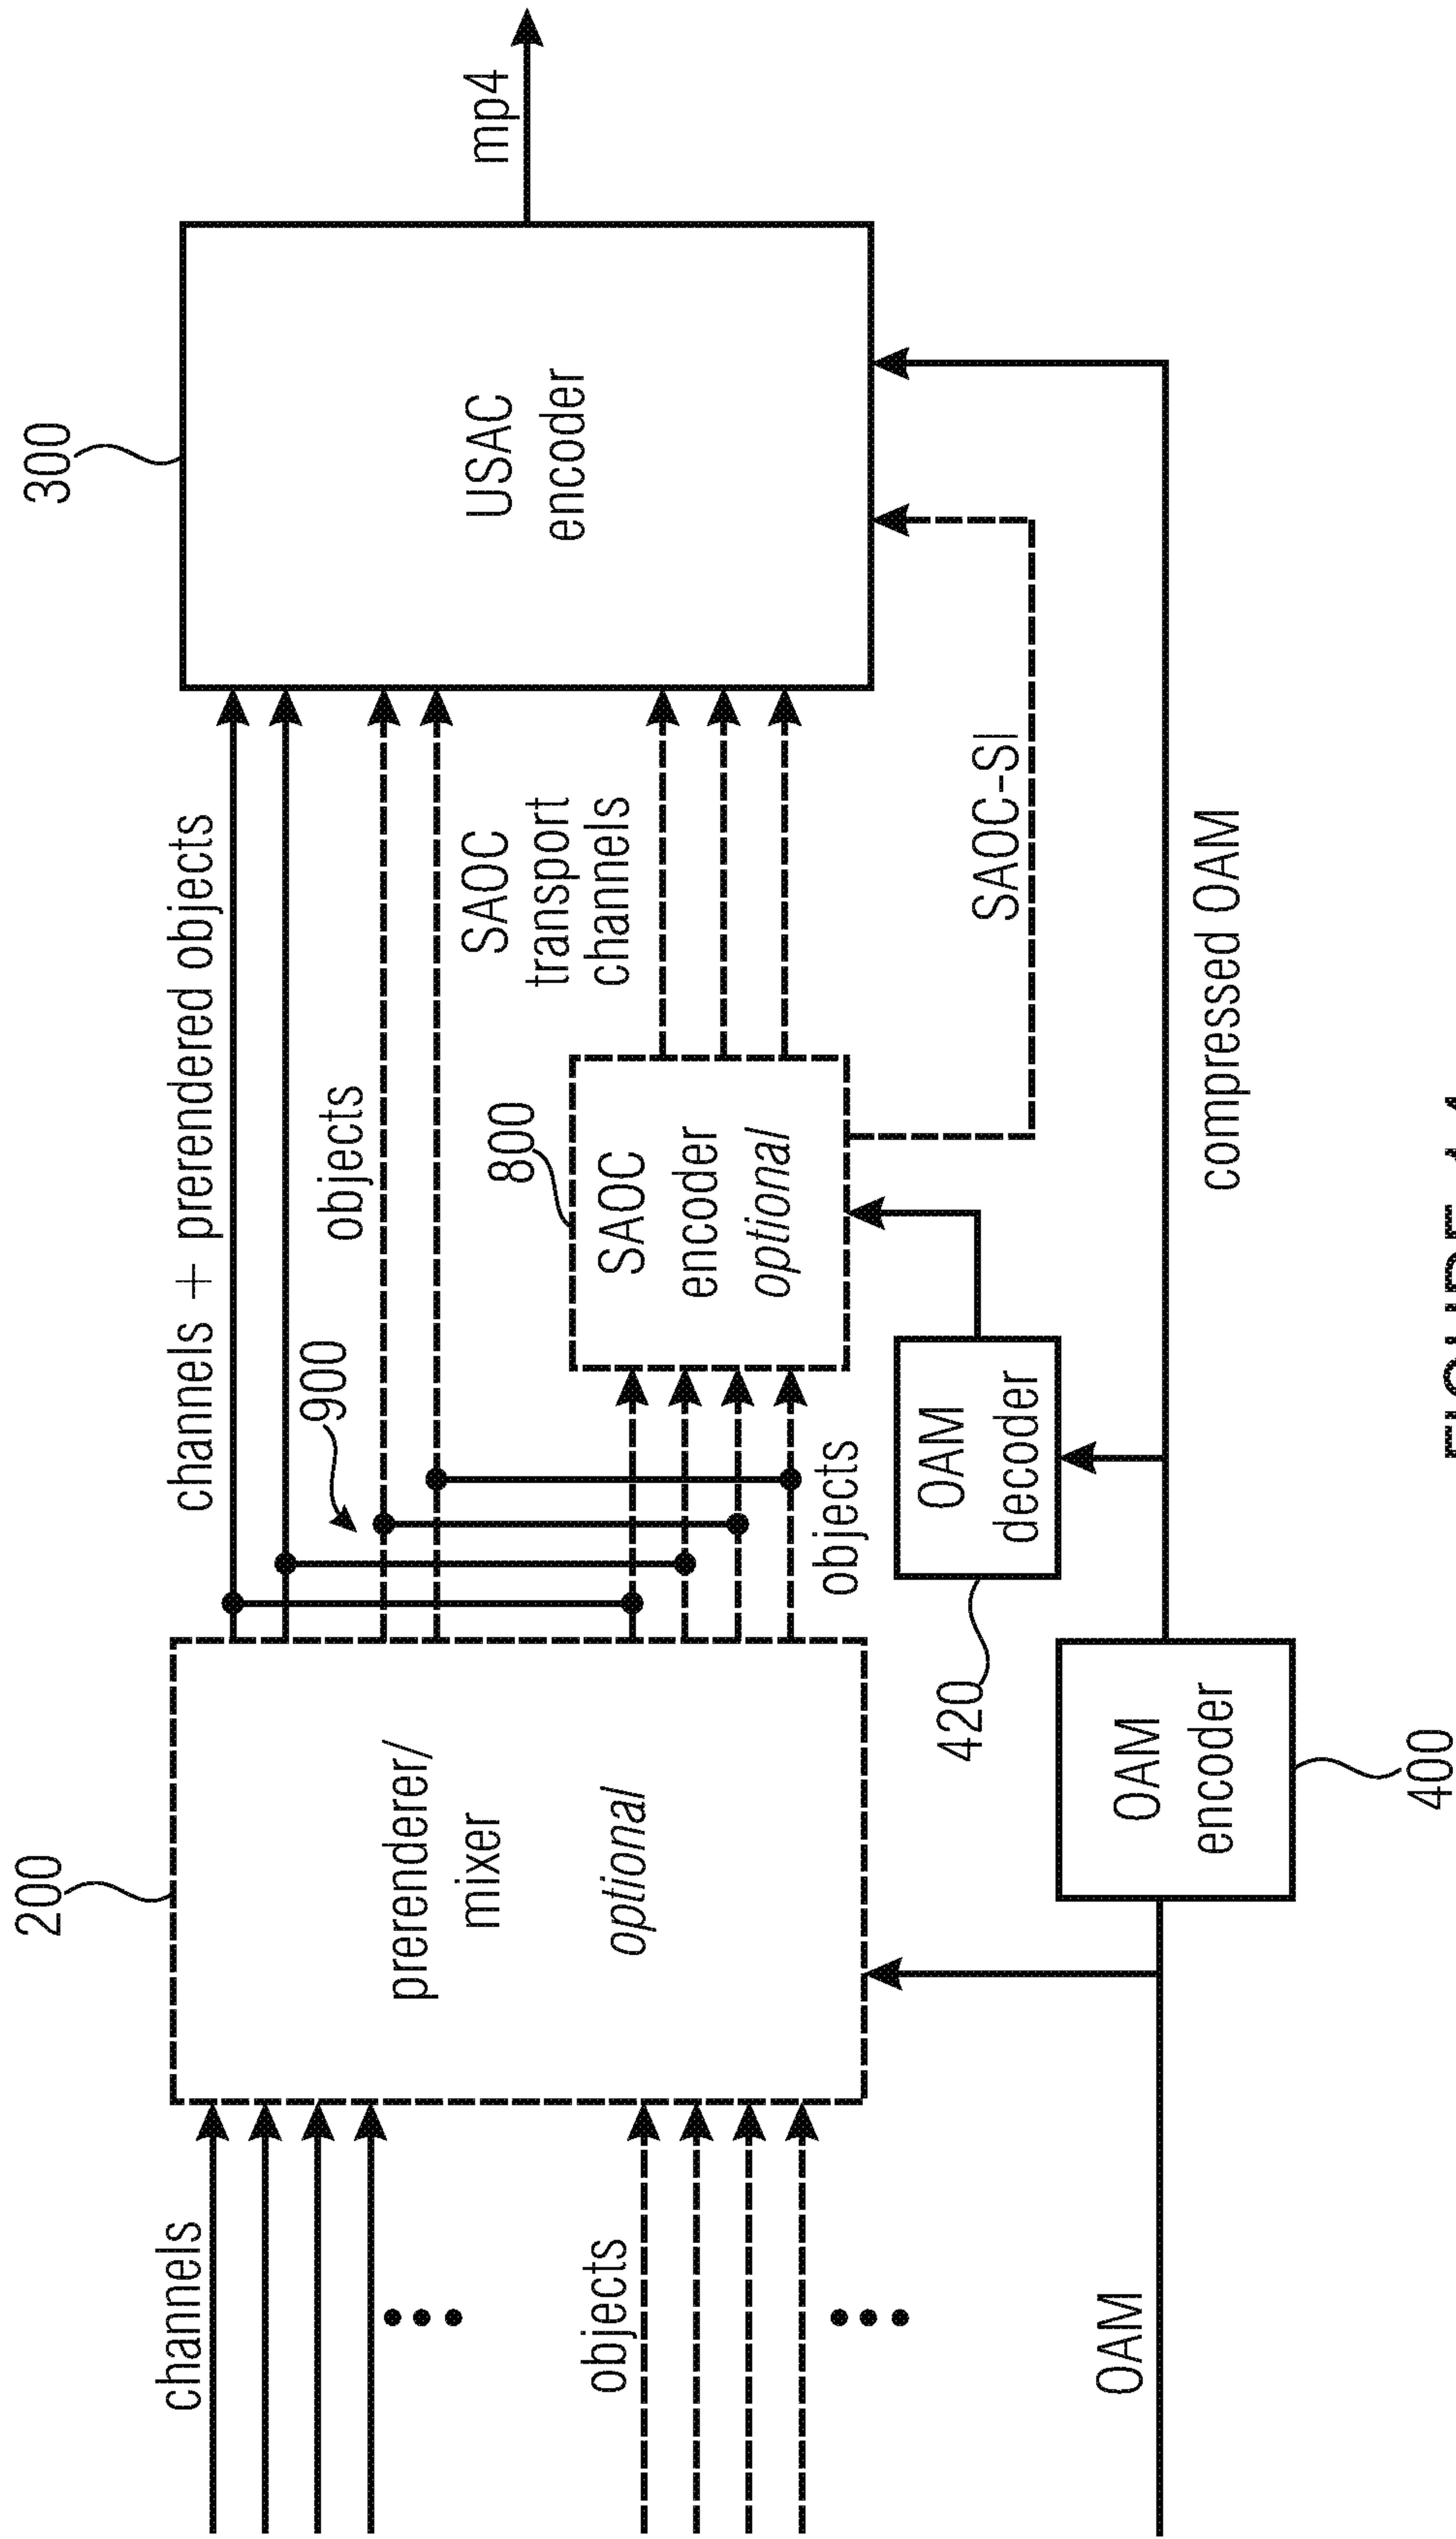 channels
objects
OAM
200
prerenderer/
mixer
optional
channels + prerendered objects
900
objects
objects
800
SAOC
encoder
optional
SAOC
transport
channels
SAOC-SI
420
OAM
decoder
OAM
encoder
400
compressed OAM
300
USAC
encoder
mp4